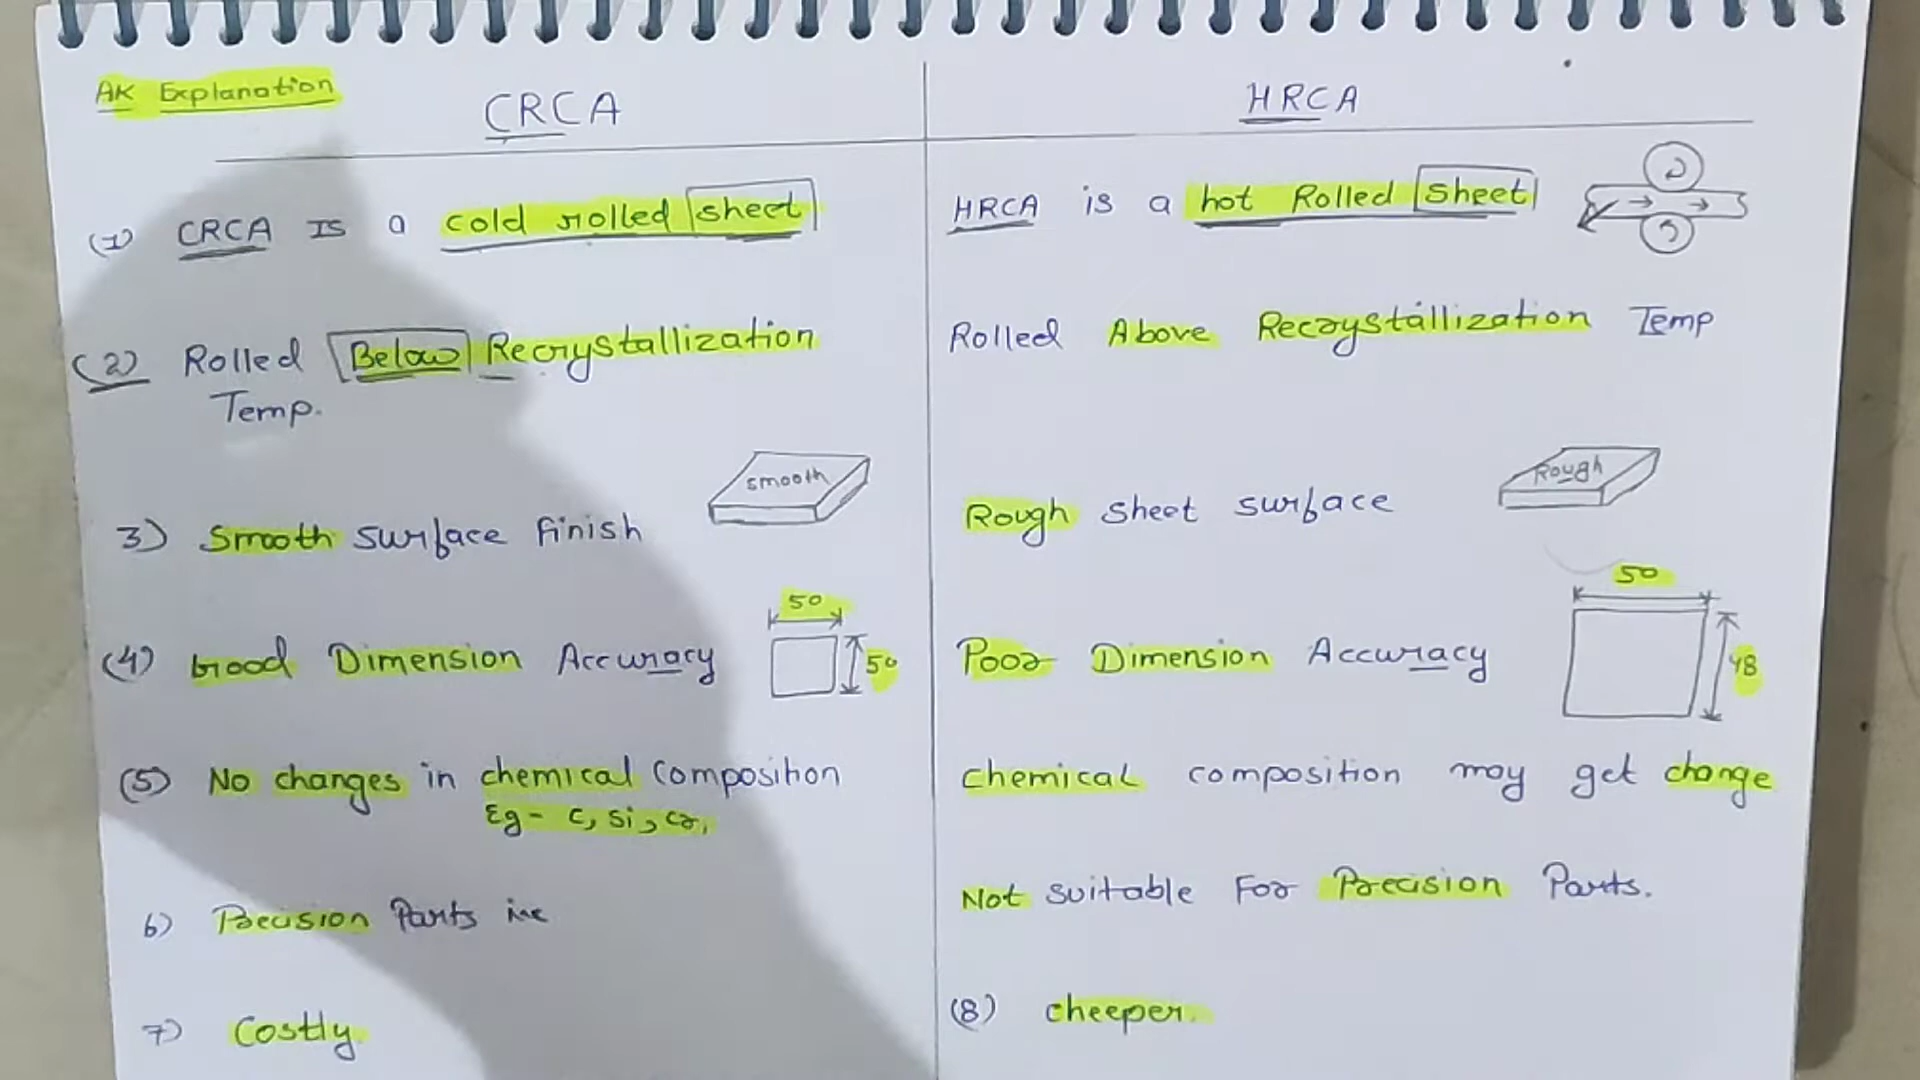 AK Explanation
CRCA
HRCA
(1) CRCA IS a cold rolled sheet
HRCA is a hot Rolled Sheet
(2) Rolled Below Recrystallization
Temp.
Rolled Above Recrystallization Temp
smooth
3) Smooth surface finish
Rough
Rough sheet surface
50
(4) Good Dimension Accuracy
50
50
Poor Dimension Accuracy
48
(5) No changes in chemical composition
Eg - C, Si, Cr,
chemical composition may get change
6) Precision Parts
Not suitable For Precision Parts.
7) Costly.
(8) cheeper.